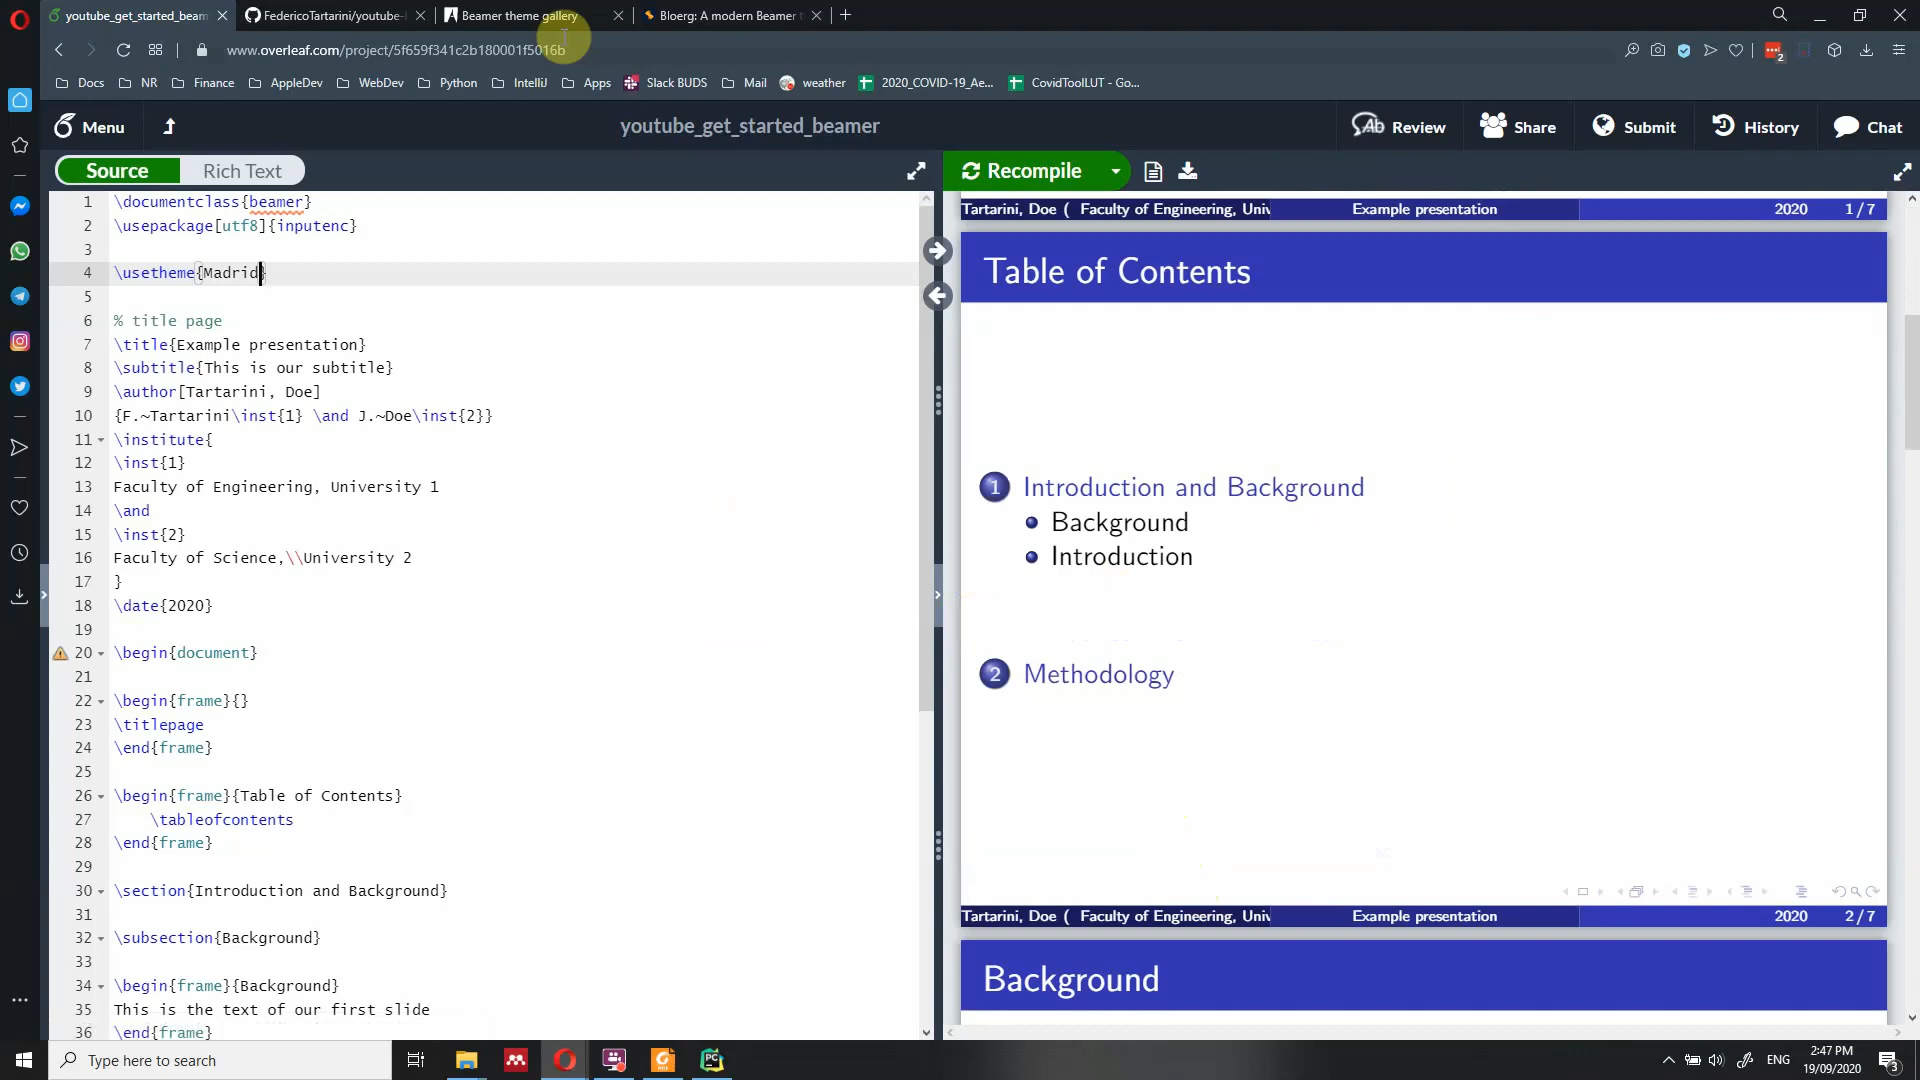 youtube_get_started_beam
FedericoTartarini/youtube-
Beamer theme gallery
Bloerg: A modern Beamer
www.overleaf.com/project/5f659f341c2b180001f5016b
2
Docs NR Finance AppleDev WebDev Python IntelliJ Apps Slack BUDS Mail weather 2020_COVID-19_Ae... CovidToolLUT - Go...
Menu
youtube_get_started_beamer
Review Share Submit History Chat
Source Rich Text
Recompile
1 \documentclass{beamer}
2 \usepackage[utf8]{inputenc}
3
4 \usetheme{Madrid}
5
6 % title page
7 \title{Example presentation}
8 \subtitle{This is our subtitle}
9 \author[Tartarini, Doe]
10 {F.~Tartarini\inst{1} \and J.~Doe\inst{2}}
11 \institute{
12 \inst{1}
13 Faculty of Engineering, University 1
14 \and
15 \inst{2}
16 Faculty of Science,\\University 2
17 }
18 \date{2020}
19
20 \begin{document}
21
22 \begin{frame}{}
23 \titlepage
24 \end{frame}
25
26 \begin{frame}{Table of Contents}
27 \tableofcontents
28 \end{frame}
29
30 \section{Introduction and Background}
31
32 \subsection{Background}
33
34 \begin{frame}{Background}
35 This is the text of our first slide
36 \end{frame}
Tartarini, Doe ( Faculty of Engineering, Univ Example presentation 2020 1 / 7
Table of Contents
1 Introduction and Background
Background
Introduction
2 Methodology
Tartarini, Doe ( Faculty of Engineering, Univ Example presentation 2020 2 / 7
Background
Type here to search
ENG
2:47 PM
19/09/2020
3